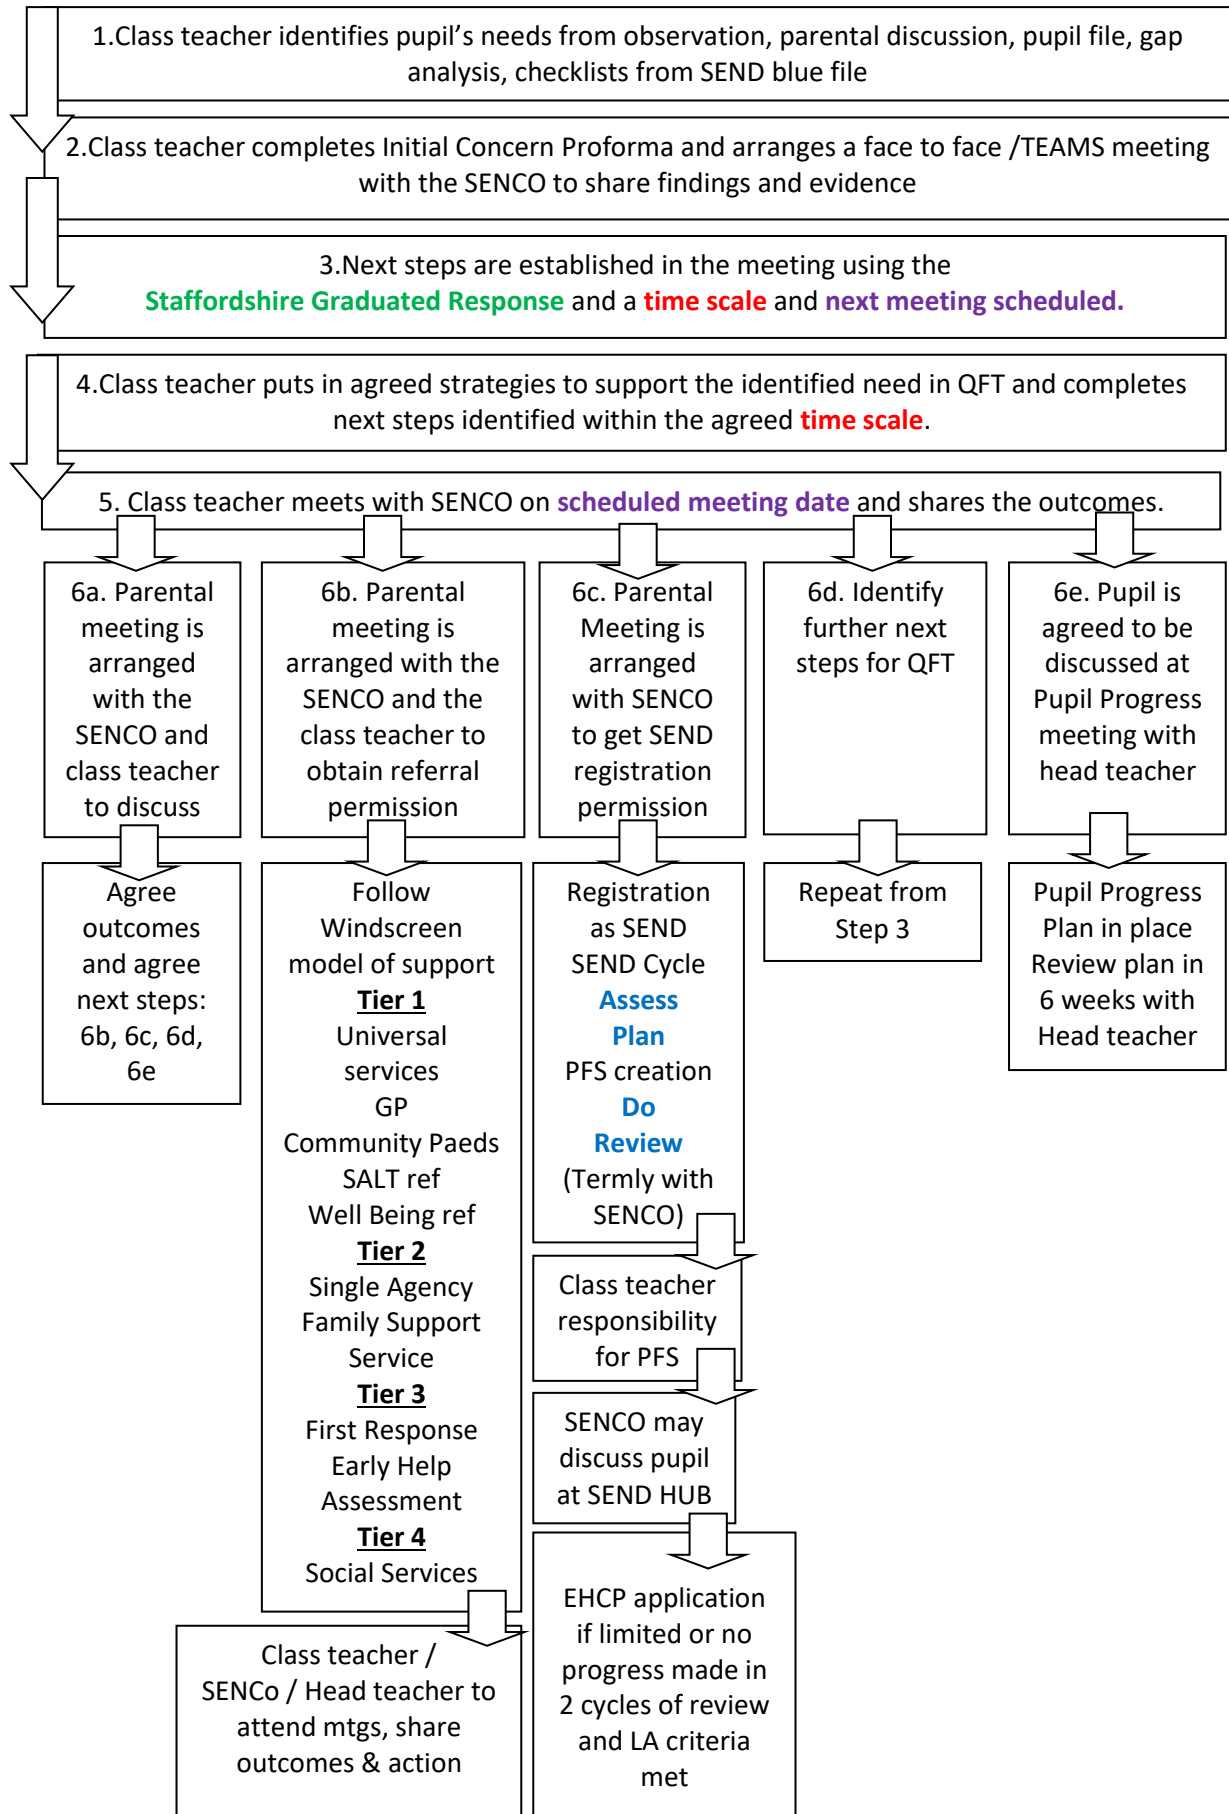 1.Class teacher identifies pupil's needs from observation, parental discussion, pupil file, gap
analysis, checklists from SEND blue file
2.Class teacher completes Initial Concern Proforma and arranges a face to face /TEAMS meeting
with the SENCO to share findings and evidence
3.Next steps are established in the meeting using the
Staffordshire Graduated Response and a time scale and next meeting scheduled.
4.Class teacher puts in agreed strategies to support the identified need in QFT and completes
next steps identified within the agreed time scale.
5. Class teacher meets with SENCO on scheduled meeting date and shares the outcomes.
6a. Parental
meeting is
arranged
with the
SENCO and
class teacher
to discuss
6b. Parental
meeting is
arranged with the
SENCO and the
class teacher to
obtain referral
permission
6c. Parental
Meeting is
arranged
with SENCO
to get SEND
registration
permission
6d. Identify
further next
steps for QFT
6e. Pupil is
agreed to be
discussed at
Pupil Progress
meeting with
head teacher
Agree
outcomes
and agree
next steps:
6b, 6c, 6d,
6e
Follow
Windscreen
model of support
Tier 1
Universal
services
GP
Community Paeds
SALT ref
Well Being ref
Tier 2
Single Agency
Family Support
Service
Tier 3
First Response
Early Help
Assessment
Tier 4
Social Services
Class teacher /
SENCo / Head teacher to
attend mtgs, share
outcomes & action
Registration
as SEND
SEND Cycle
Assess
Plan
PFS creation
Do
Review
(Termly with
SENCO)
Class teacher
responsibility
for PFS
SENCO may
discuss pupil
at SEND HUB
EHCP application
if limited or no
progress made in
2 cycles of review
and LA criteria
met
Repeat from
Step 3
Pupil Progress
Plan in place
Review plan in
6 weeks with
Head teacher